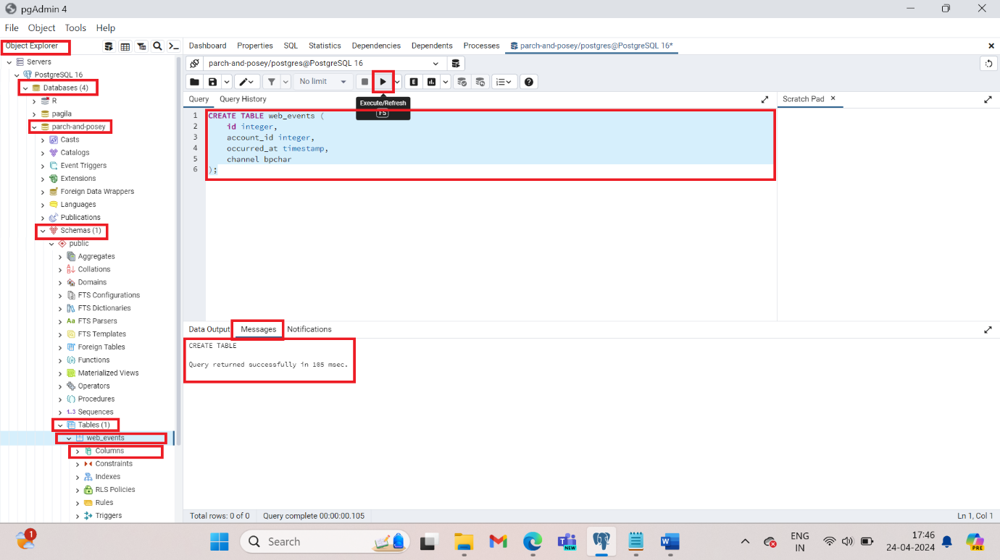 pgAdmin 4
File Object Tools Help
Object Explorer
Dashboard Properties SQL Statistics Dependencies Dependents Processes parch-and-posey/postgres@PostgreSQL 16*
Servers
PostgreSQL 16
Databases (4)
R
pagila
parch-and-posey
Casts
Catalogs
Event Triggers
Extensions
Foreign Data Wrappers
Languages
Publications
Schemas (1)
public
Aggregates
Collations
Domains
FTS Configurations
FTS Dictionaries
Aa FTS Parsers
FTS Templates
Foreign Tables
Functions
Materialized Views
Operators
Procedures
1..3 Sequences
Tables (1)
web_events
Columns
Constraints
Indexes
RLS Policies
Rules
Triggers
parch-and-posey/postgres@PostgreSQL 16
No limit
E
Execute/Refresh
F5
Query Query History
Scratch Pad
1 CREATE TABLE web_events (
2 id integer,
3 account_id integer,
4 occurred_at timestamp,
5 channel bpchar
6 );
Data Output Messages Notifications
CREATE TABLE
Query returned successfully in 105 msec.
Total rows: 0 of 0 Query complete 00:00:00.105 Ln 1, Col 1
1
Search
NEW
ENG
IN
17:46
24-04-2024
PRE